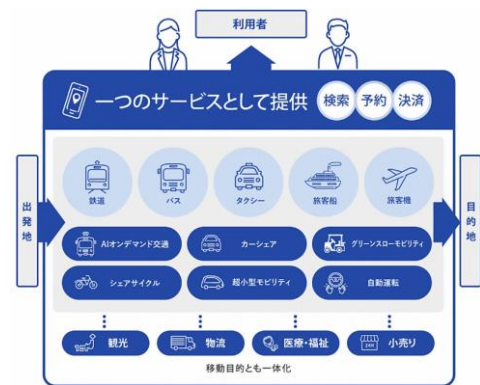 利用者
一つのサービスとして提供
検索
予約
決済
出発地
目的地
鉄道
バス
タクシー
旅客船
旅客機
AIオンデマンド交通
カーシェア
グリーンスローモビリティ
シェアサイクル
超小型モビリティ
自動運転
観光
物流
医療・福祉
24H
小売り
移動目的とも一体化